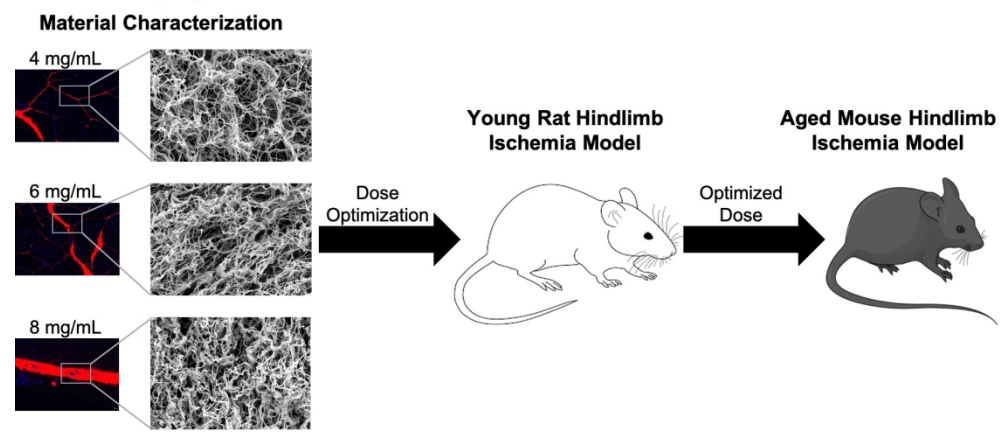 Material Characterization
4 mg/mL
6 mg/mL
8 mg/mL
Dose
Optimization
Young Rat Hindlimb
Ischemia Model
Optimized
Dose
Aged Mouse Hindlimb
Ischemia Model